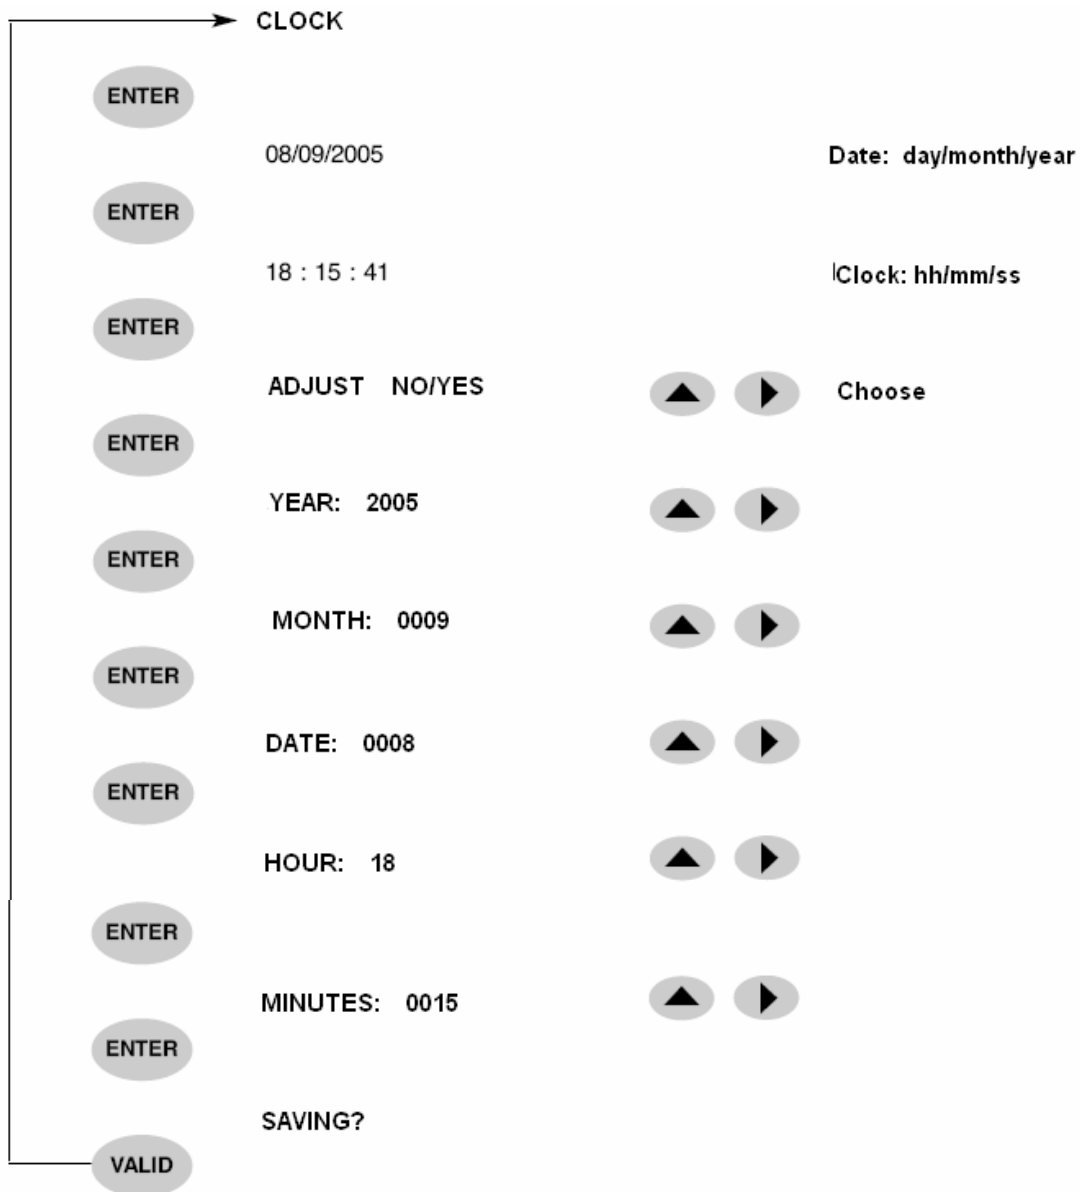 CLOCK
ENTER
08/09/2005 Date: day/month/year
ENTER
18 : 15 : 41 Clock: hh/mm/ss
ENTER
ADJUST NO/YES Choose
ENTER
YEAR: 2005
ENTER
MONTH: 0009
ENTER
DATE: 0008
ENTER
HOUR: 18
ENTER
MINUTES: 0015
ENTER
SAVING?
VALID